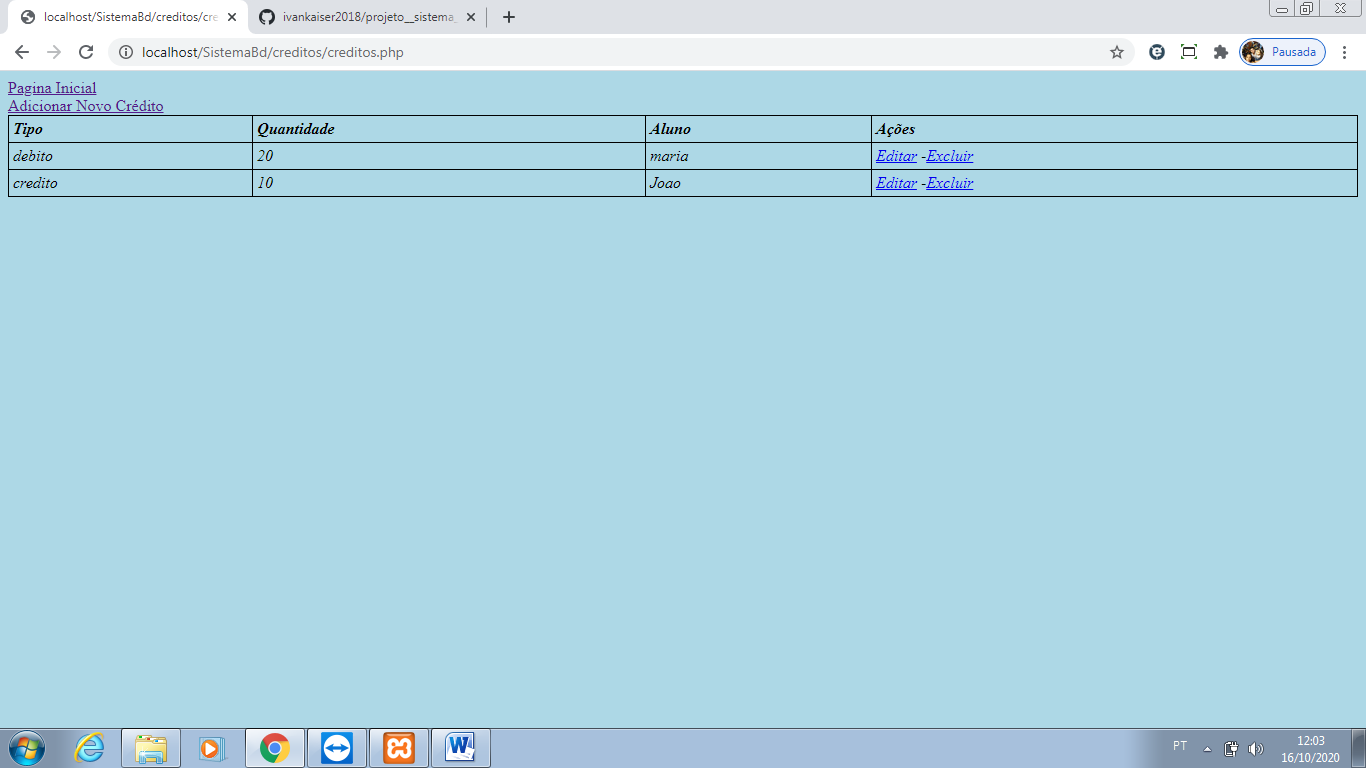 localhost/SistemaBd/creditos/cre
ivankaiser2018/projeto__sistema_
localhost/SistemaBd/creditos/creditos.php
Pausada
Pagina Inicial
Adicionar Novo Crédito
Tipo Quantidade Aluno Ações
debito 20 maria Editar -Excluir
credito 10 Joao Editar -Excluir
PT
12:03
16/10/2020